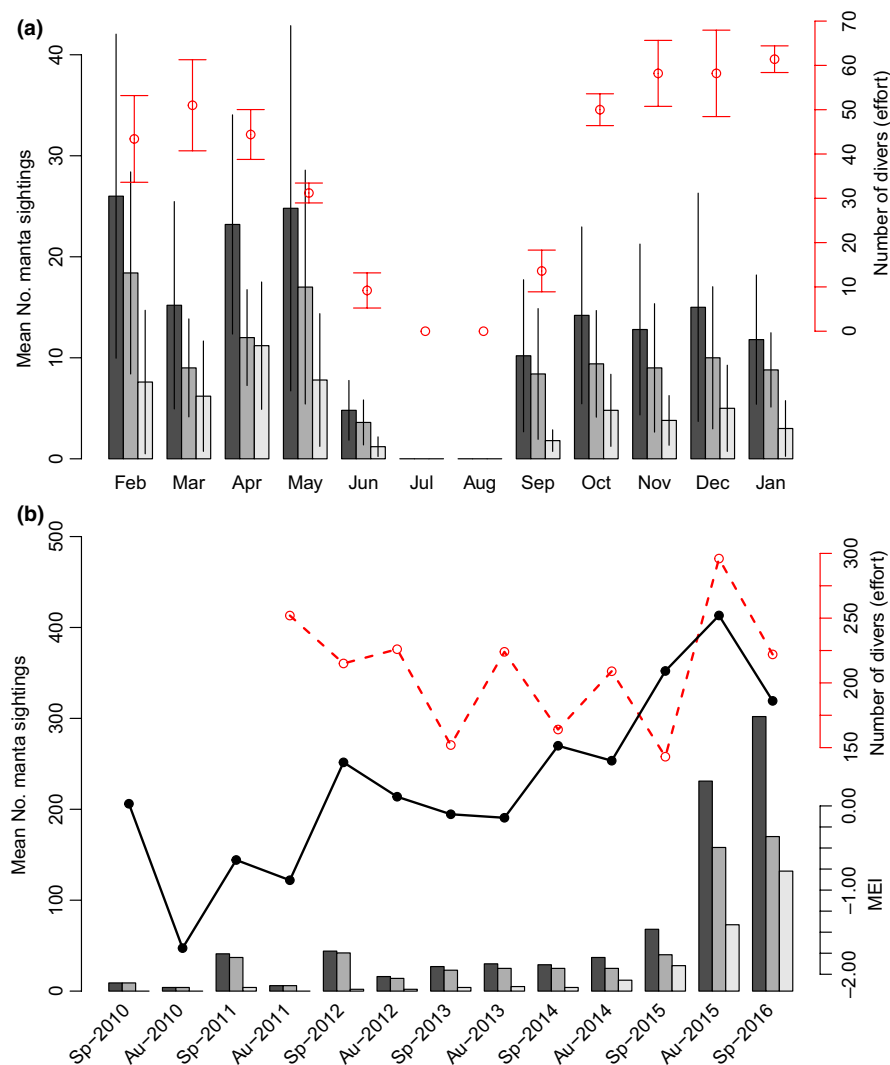 (a)
Mean No. manta sightings
0 10 20 30 40
Number of divers (effort)
0 10 20 30 40 50 60 70
Feb Mar Apr May Jun Jul Aug Sep Oct Nov Dec Jan
(b)
Mean No. manta sightings
0 100 200 300 400 500
Number of divers (effort)
150 200 250 300
MEI
−2.00 −1.00 0.00
Sp−2010 Au−2010 Sp−2011 Au−2011 Sp−2012 Au−2012 Sp−2013 Au−2013 Sp−2014 Au−2014 Sp−2015 Au−2015 Sp−2016